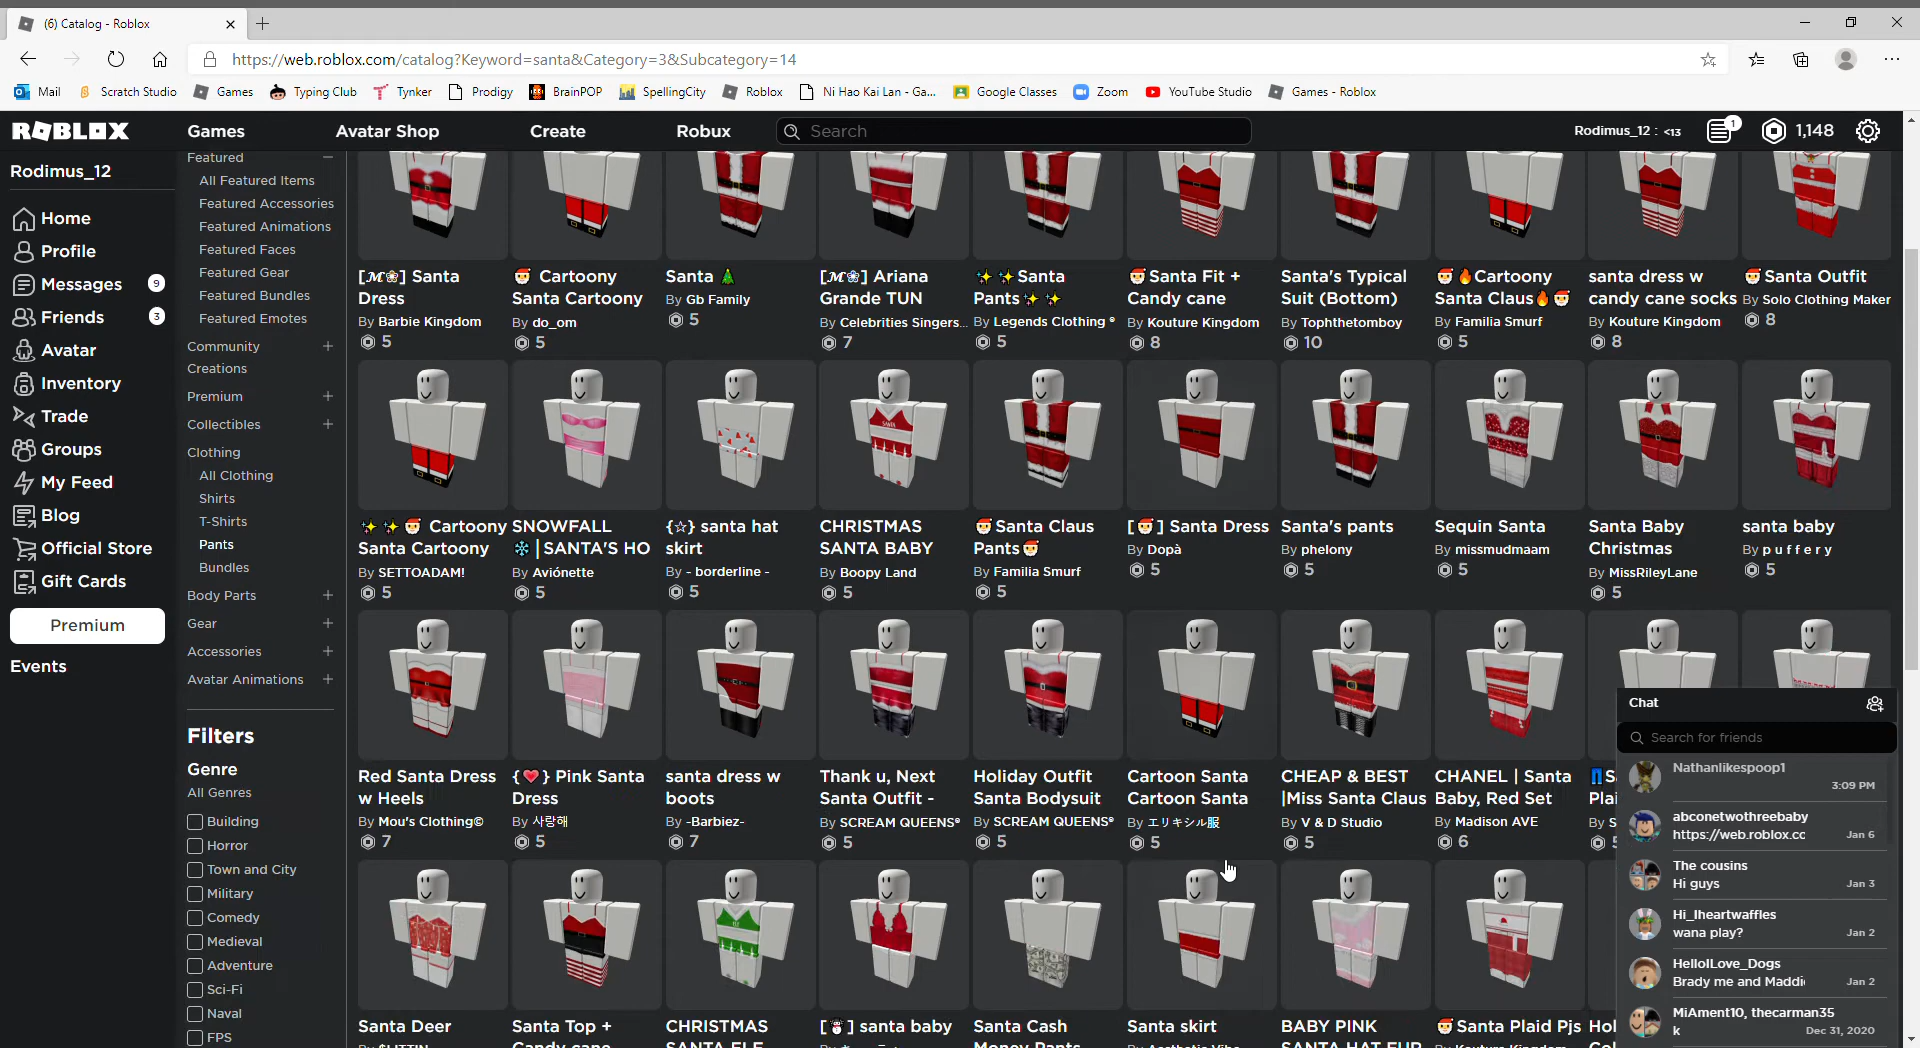 (6) Catalog - Roblox
https://web.roblox.com/catalog?Keyword=santa&Category=3&Subcategory=14
Mail
Scratch Studio
Games
Typing Club
Tynker
Prodigy
BrainPOP
SpellingCity
Roblox
Ni Hao Kai Lan - Ga...
Google Classes
Zoom
YouTube Studio
Games - Roblox
ROBLOX
Games
Avatar Shop
Create
Robux
Search
Rodimus_12 : <13
1
1,148
Rodimus_12
Home
Profile
Messages 9
Friends 3
Avatar
Inventory
Trade
Groups
My Feed
Blog
Official Store
Gift Cards
Premium
Events
Featured −
All Featured Items
Featured Accessories
Featured Animations
Featured Faces
Featured Gear
Featured Bundles
Featured Emotes
Community +
Creations
Premium +
Collectibles +
Clothing
All Clothing
Shirts
T-Shirts
Pants
Bundles
Body Parts +
Gear +
Accessories +
Avatar Animations +
Filters
Genre
All Genres
Building
Horror
Town and City
Military
Comedy
Medieval
Adventure
Sci-Fi
Naval
FPS
[ℳ❀] Santa
Dress
By Barbie Kingdom
5
🎅 Cartoony
Santa Cartoony
By do_om
5
Santa 🎄
By Gb Family
5
[ℳ❀] Ariana
Grande TUN
By Celebrities Singers...
7
✨✨Santa
Pants✨✨
By Legends Clothing ®
5
🎅Santa Fit +
Candy cane
By Kouture Kingdom
8
Santa's Typical
Suit (Bottom)
By Tophthetomboy
10
🎅🔥Cartoony
Santa Claus🔥🎅
By Familia Smurf
5
santa dress w
candy cane socks
By Kouture Kingdom
8
🎅Santa Outfit
By Solo Clothing Maker
8
✨✨🎅 Cartoony
Santa Cartoony
By SETTOADAM!
5
SNOWFALL
❄|SANTA'S HO
By Aviónette
5
{☆} santa hat
skirt
By - borderline -
5
CHRISTMAS
SANTA BABY
By Boopy Land
5
🎅Santa Claus
Pants🎅
By Familia Smurf
5
[🎅] Santa Dress
By Dopà
5
Santa's pants
By phelony
5
Sequin Santa
By missmudmaam
5
Santa Baby
Christmas
By MissRileyLane
5
santa baby
By p u f f e r y
5
Red Santa Dress
w Heels
By Mou's Clothing©
7
{❤} Pink Santa
Dress
By 사랑해
5
santa dress w
boots
By -Barbiez-
7
Thank u, Next
Santa Outfit -
By SCREAM QUEENS®
5
Holiday Outfit
Santa Bodysuit
By SCREAM QUEENS®
5
Cartoon Santa
Cartoon Santa
By エリキシル服
5
CHEAP & BEST
|Miss Santa Claus
By V & D Studio
5
CHANEL | Santa
Baby, Red Set
By Madison AVE
6
Santa Deer
Santa Top +
CHRISTMAS
[⛄] santa baby
Santa Cash
Santa skirt
BABY PINK
🎅Santa Plaid Pjs
Chat
Search for friends
Nathanlikespoop1
3:09 PM
abconetwothreebaby
https://web.roblox.cc Jan 6
The cousins
Hi guys Jan 3
Hi_Iheartwaffles
wana play? Jan 2
HelloILove_Dogs
Brady me and Maddi Jan 2
MiAment10, thecarman35
k Dec 31, 2020